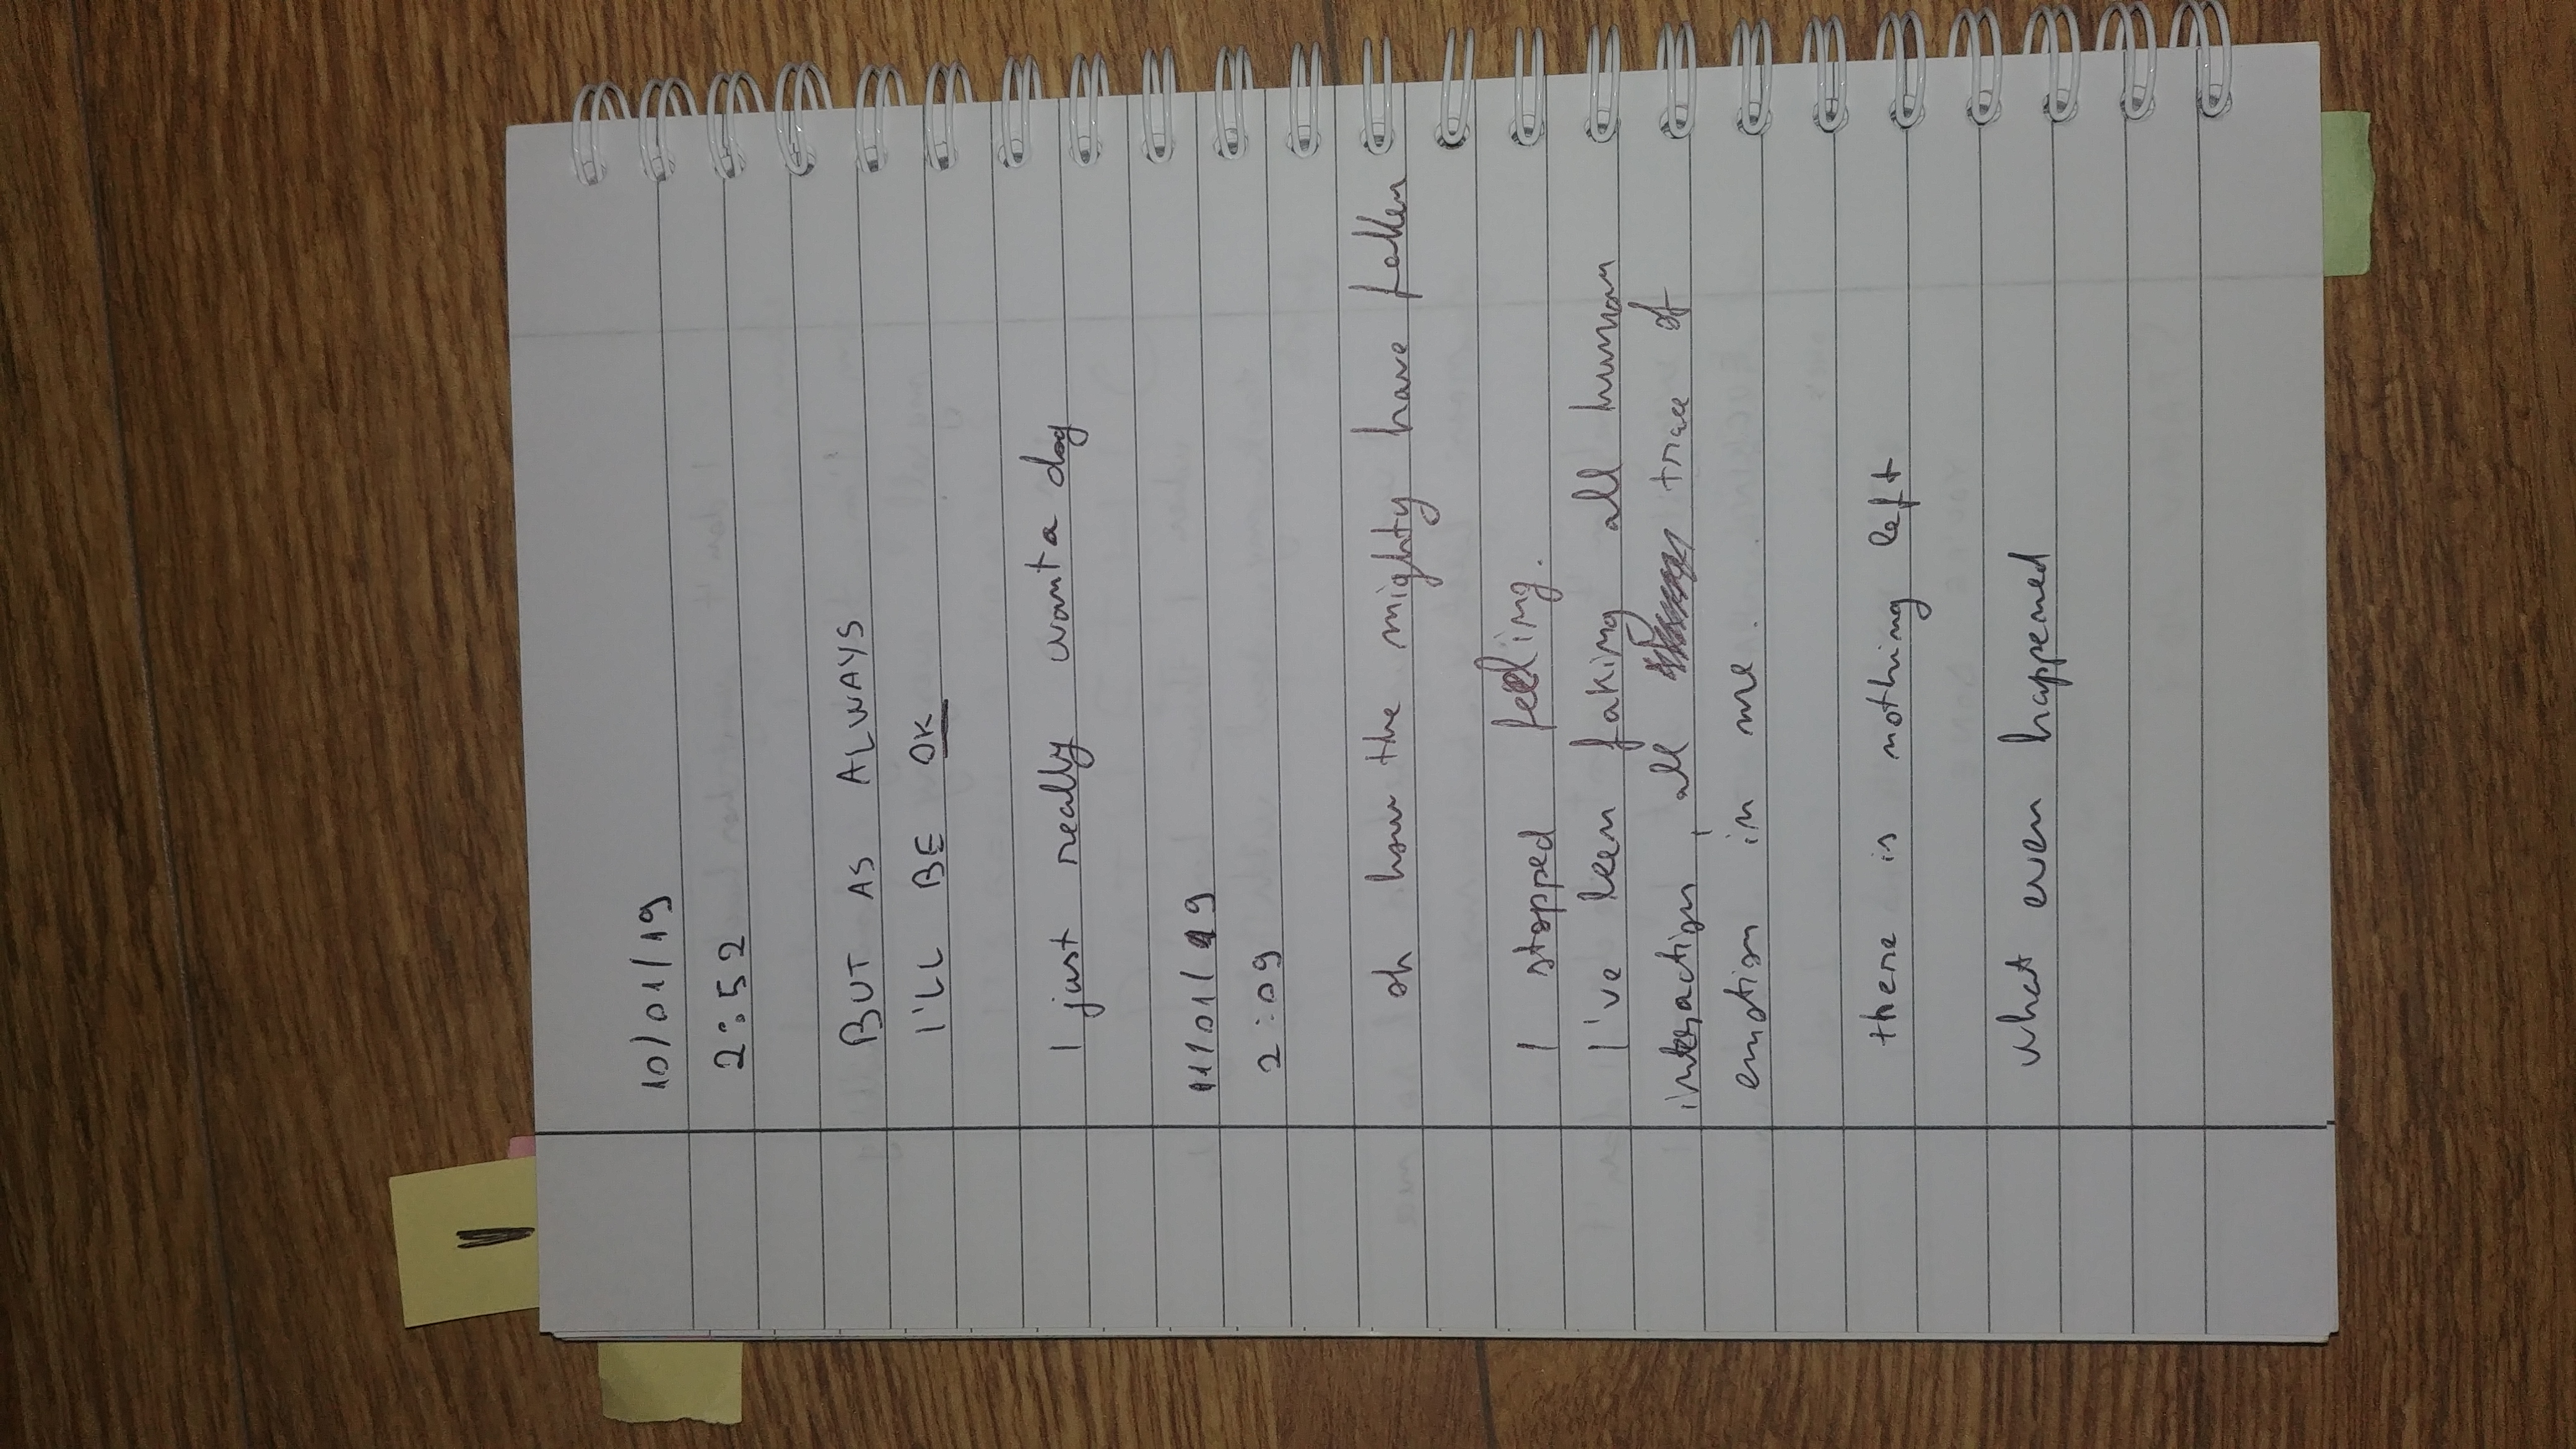 10/01/19
2:52
BUT AS ALWAYS
I'LL BE OK
I just really want a dog
11/01/19
2:09
oh how the mighty have fallen
I stopped feeling.
I've been faking all human
interaction, all trace of
emotion in me.
there is nothing left
what even happened